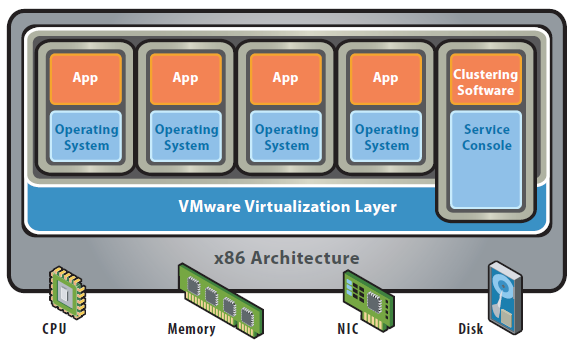 App
App
App
App
Clustering
Software
Operating
System
Operating
System
Operating
System
Operating
System
Service
Console
VMware Virtualization Layer
x86 Architecture
CPU
Memory
NIC
Disk